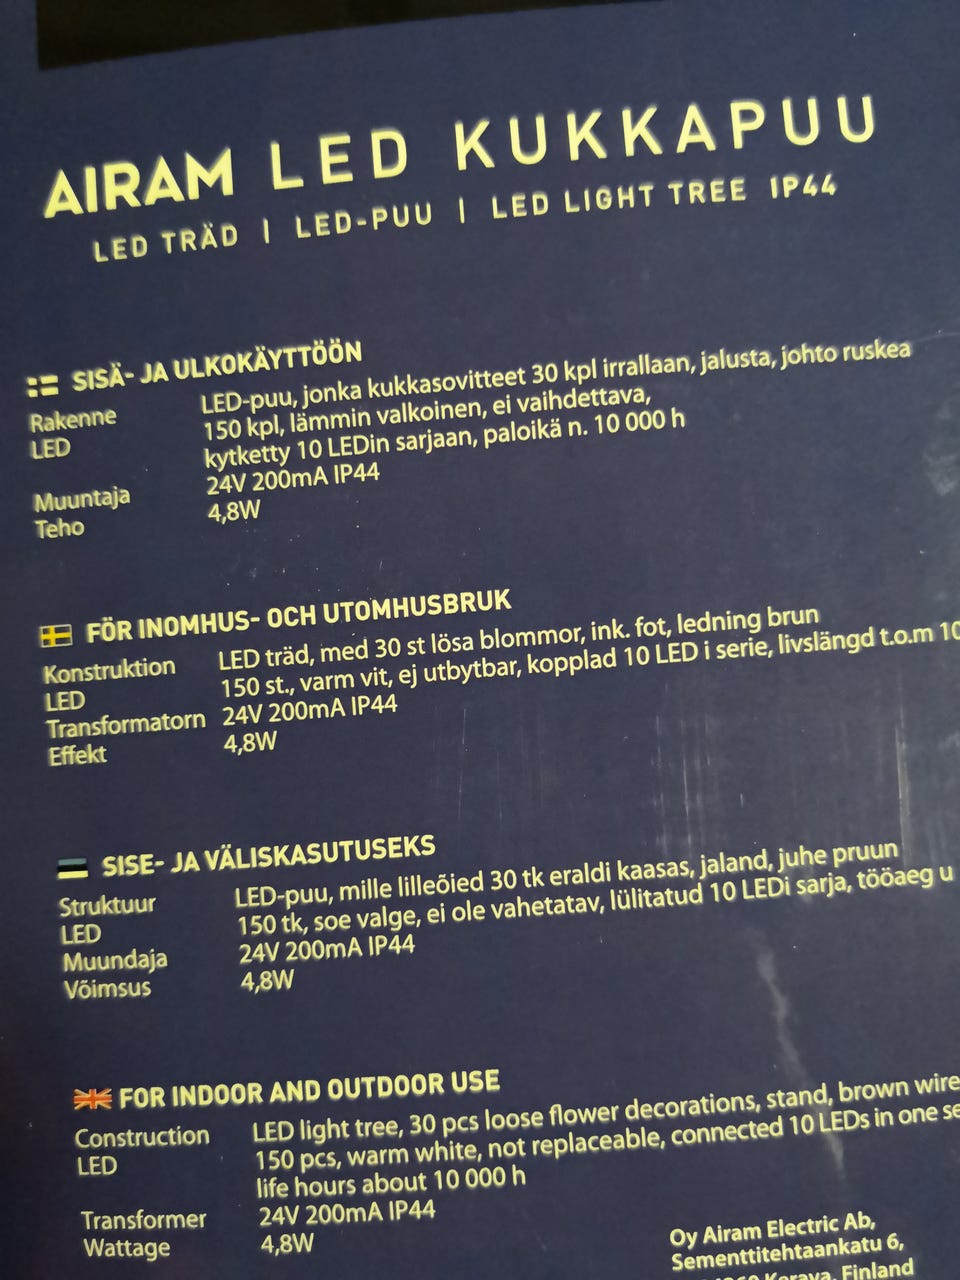 AIRAM LED KUKKAPUU
LED TRÄD | LED-PUU | LED LIGHT TREE IP44
SISÄ- JA ULKOKÄYTTÖÖN
Rakenne LED-puu, jonka kukkasovitteet 30 kpl irrallaan, jalusta, johto ruskea
LED 150 kpl, lämmin valkoinen, ei vaihdettava,
kytketty 10 LEDin sarjaan, paloikä n. 10 000 h
Muuntaja 24V 200mA IP44
Teho 4,8W
FÖR INOMHUS- OCH UTOMHUSBRUK
Konstruktion LED träd, med 30 st lösa blommor, ink. fot, ledning brun
LED 150 st., varm vit, ej utbytbar, kopplad 10 LED i serie, livslängd t.o.m 10
Transformatorn 24V 200mA IP44
Effekt 4,8W
SISE- JA VÄLISKASUTUSEKS
Struktuur LED-puu, mille lilleõied 30 tk eraldi kaasas, jaland, juhe pruun
LED 150 tk, soe valge, ei ole vahetatav, lülitatud 10 LEDi sarja, tööaeg u
Muundaja 24V 200mA IP44
Võimsus 4,8W
FOR INDOOR AND OUTDOOR USE
Construction LED light tree, 30 pcs loose flower decorations, stand, brown wire
LED 150 pcs, warm white, not replaceable, connected 10 LEDs in one se
life hours about 10 000 h
Transformer 24V 200mA IP44
Wattage 4,8W
Oy Airam Electric Ab,
Sementtitehtaankatu 6,
Kerava, Finland